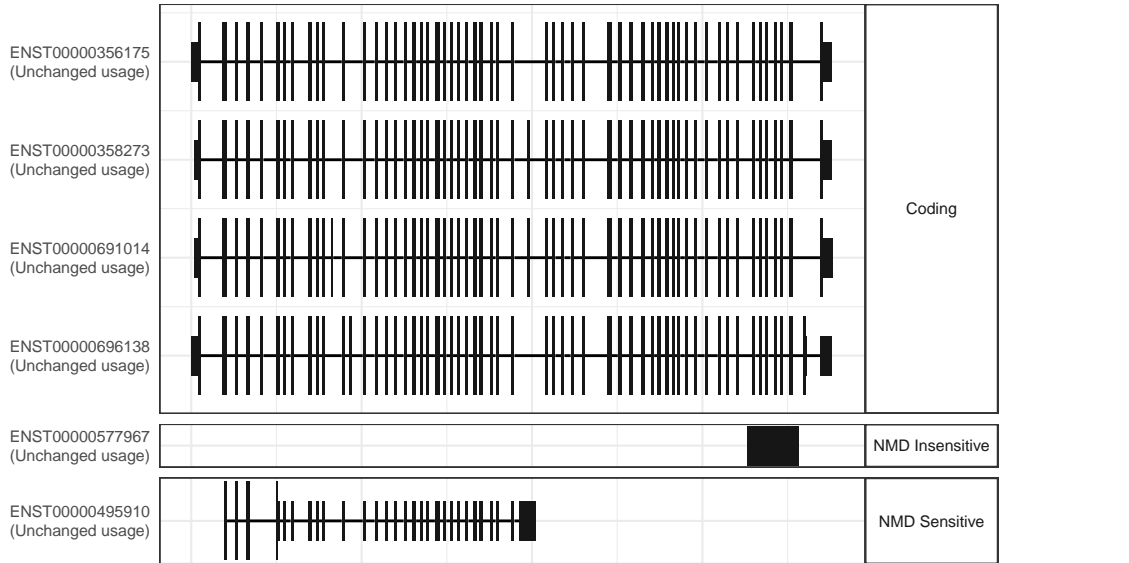 ENST00000356175
(Unchanged usage)
ENST00000358273
(Unchanged usage)
ENST00000691014
(Unchanged usage)
ENST00000696138
(Unchanged usage)
Coding
ENST00000577967
(Unchanged usage)
NMD Insensitive
ENST00000495910
(Unchanged usage)
NMD Sensitive